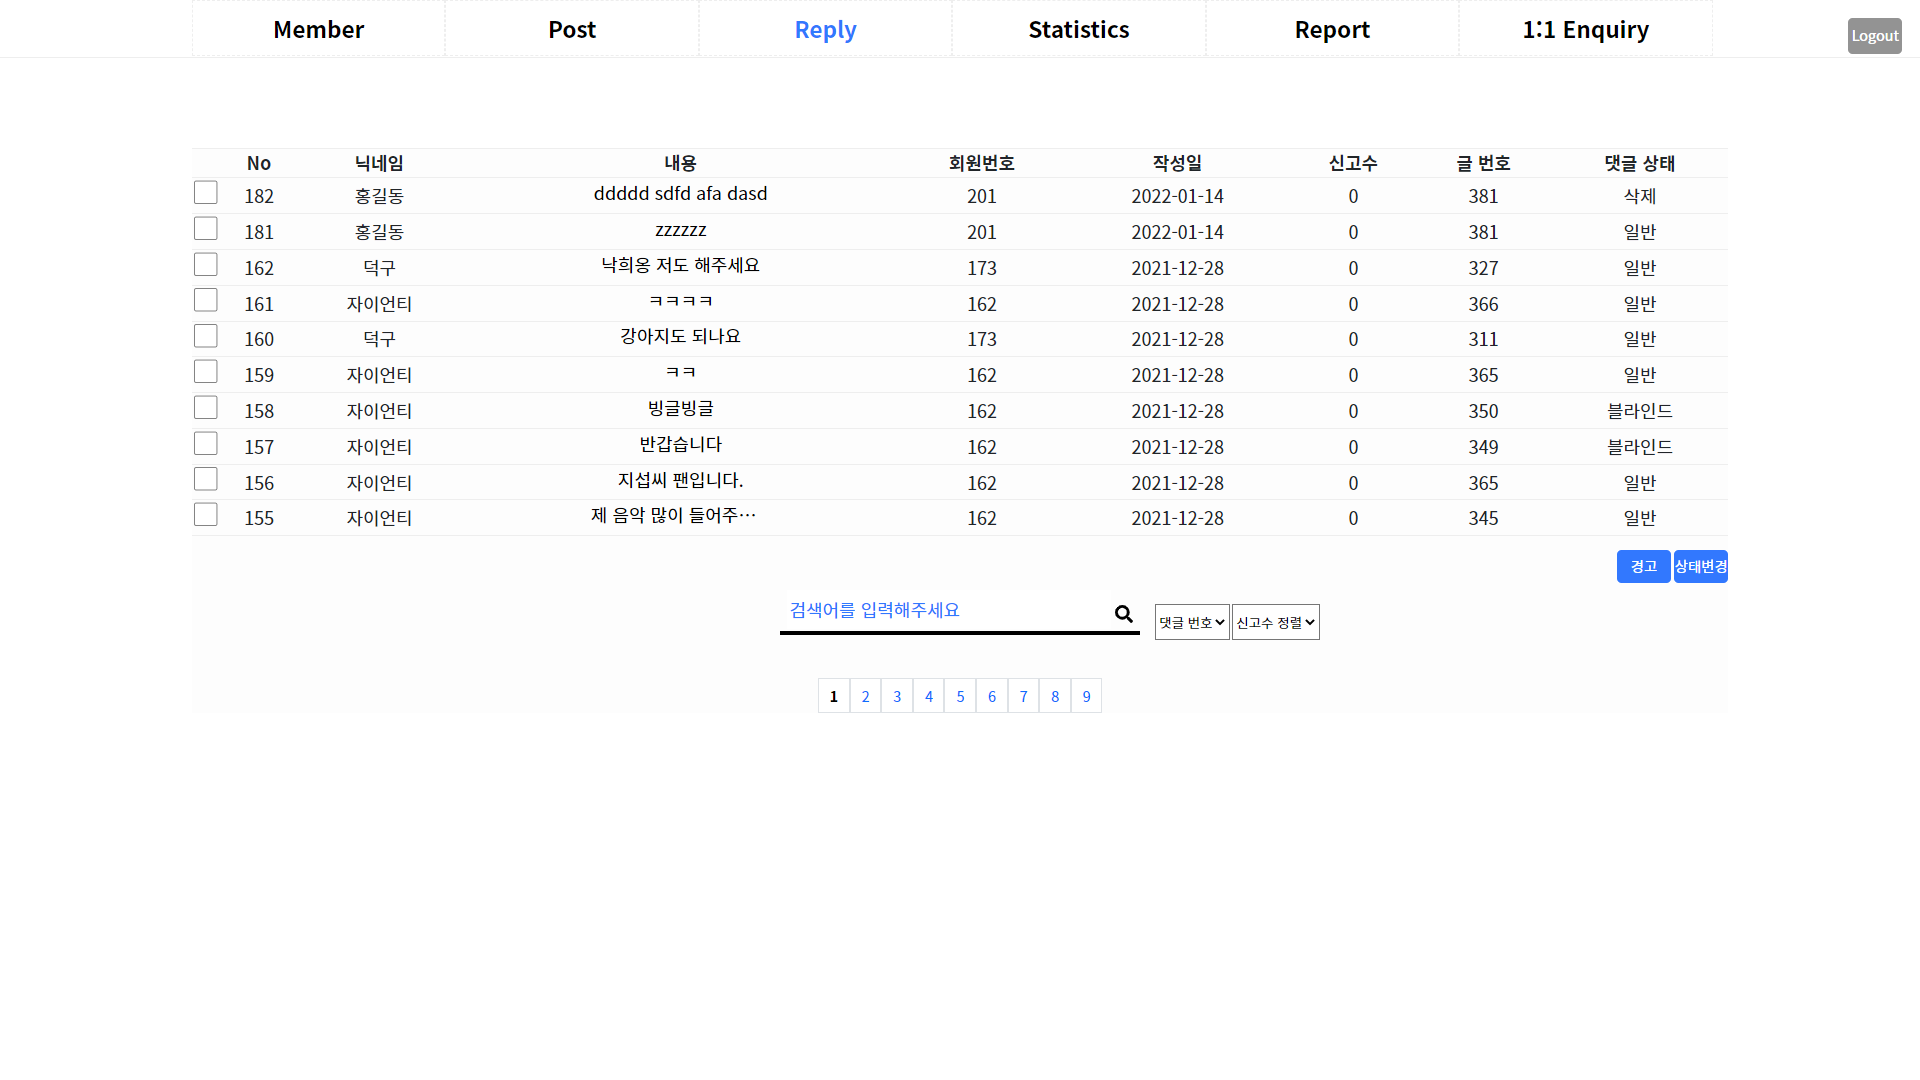 Member Post Reply Statistics Report 1:1 Enquiry Logout
No 닉네임 내용 회원번호 작성일 신고수 글 번호 댓글 상태
182 홍길동 ddddd sdfd afa dasd 201 2022-01-14 0 381 삭제
181 홍길동 zzzzzz 201 2022-01-14 0 381 일반
162 덕구 낙희옹 저도 해주세요 173 2021-12-28 0 327 일반
161 자이언티 ㅋㅋㅋㅋ 162 2021-12-28 0 366 일반
160 덕구 강아지도 되나요 173 2021-12-28 0 311 일반
159 자이언티 ㅋㅋ 162 2021-12-28 0 365 일반
158 자이언티 빙글빙글 162 2021-12-28 0 350 블라인드
157 자이언티 반갑습니다 162 2021-12-28 0 349 블라인드
156 자이언티 지섭씨 팬입니다. 162 2021-12-28 0 365 일반
155 자이언티 제 음악 많이 들어주… 162 2021-12-28 0 345 일반
경고 상태변경
검색어를 입력해주세요 댓글 번호 신고수 정렬
1 2 3 4 5 6 7 8 9